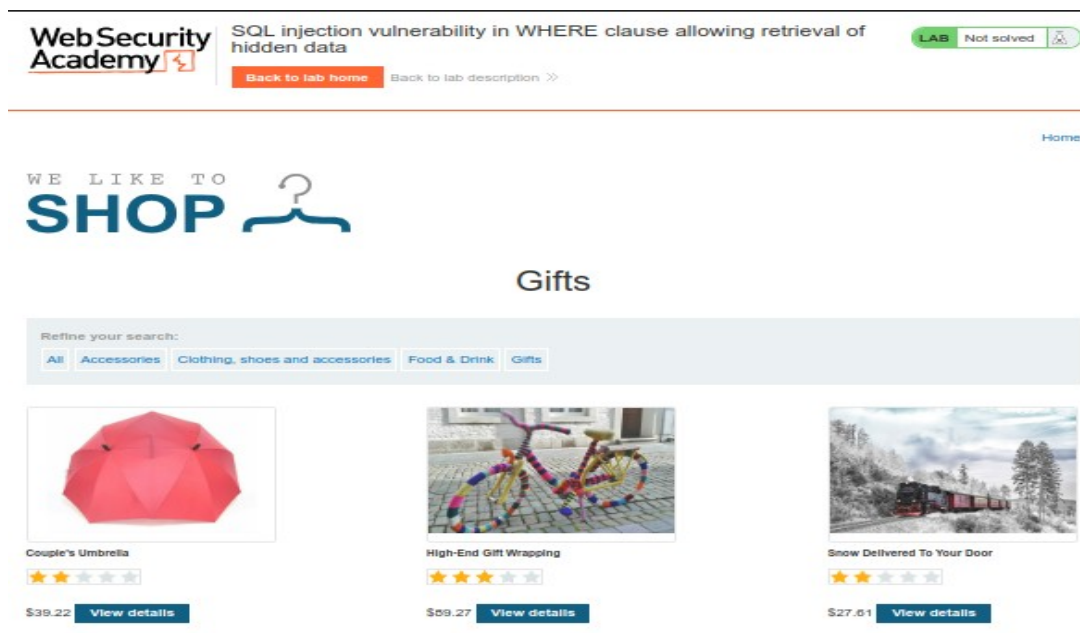 Web Security
Academy
SQL injection vulnerability in WHERE clause allowing retrieval of
hidden data
Back to lab home Back to lab description >>
LAB Not solved
Home
WE LIKE TO
SHOP
Gifts
Refine your search:
All Accessories Clothing, shoes and accessories Food & Drink Gifts
Couple's Umbrella
High-End Gift Wrapping
Snow Delivered To Your Door
$39.22 View details
View details
$27.61 View details